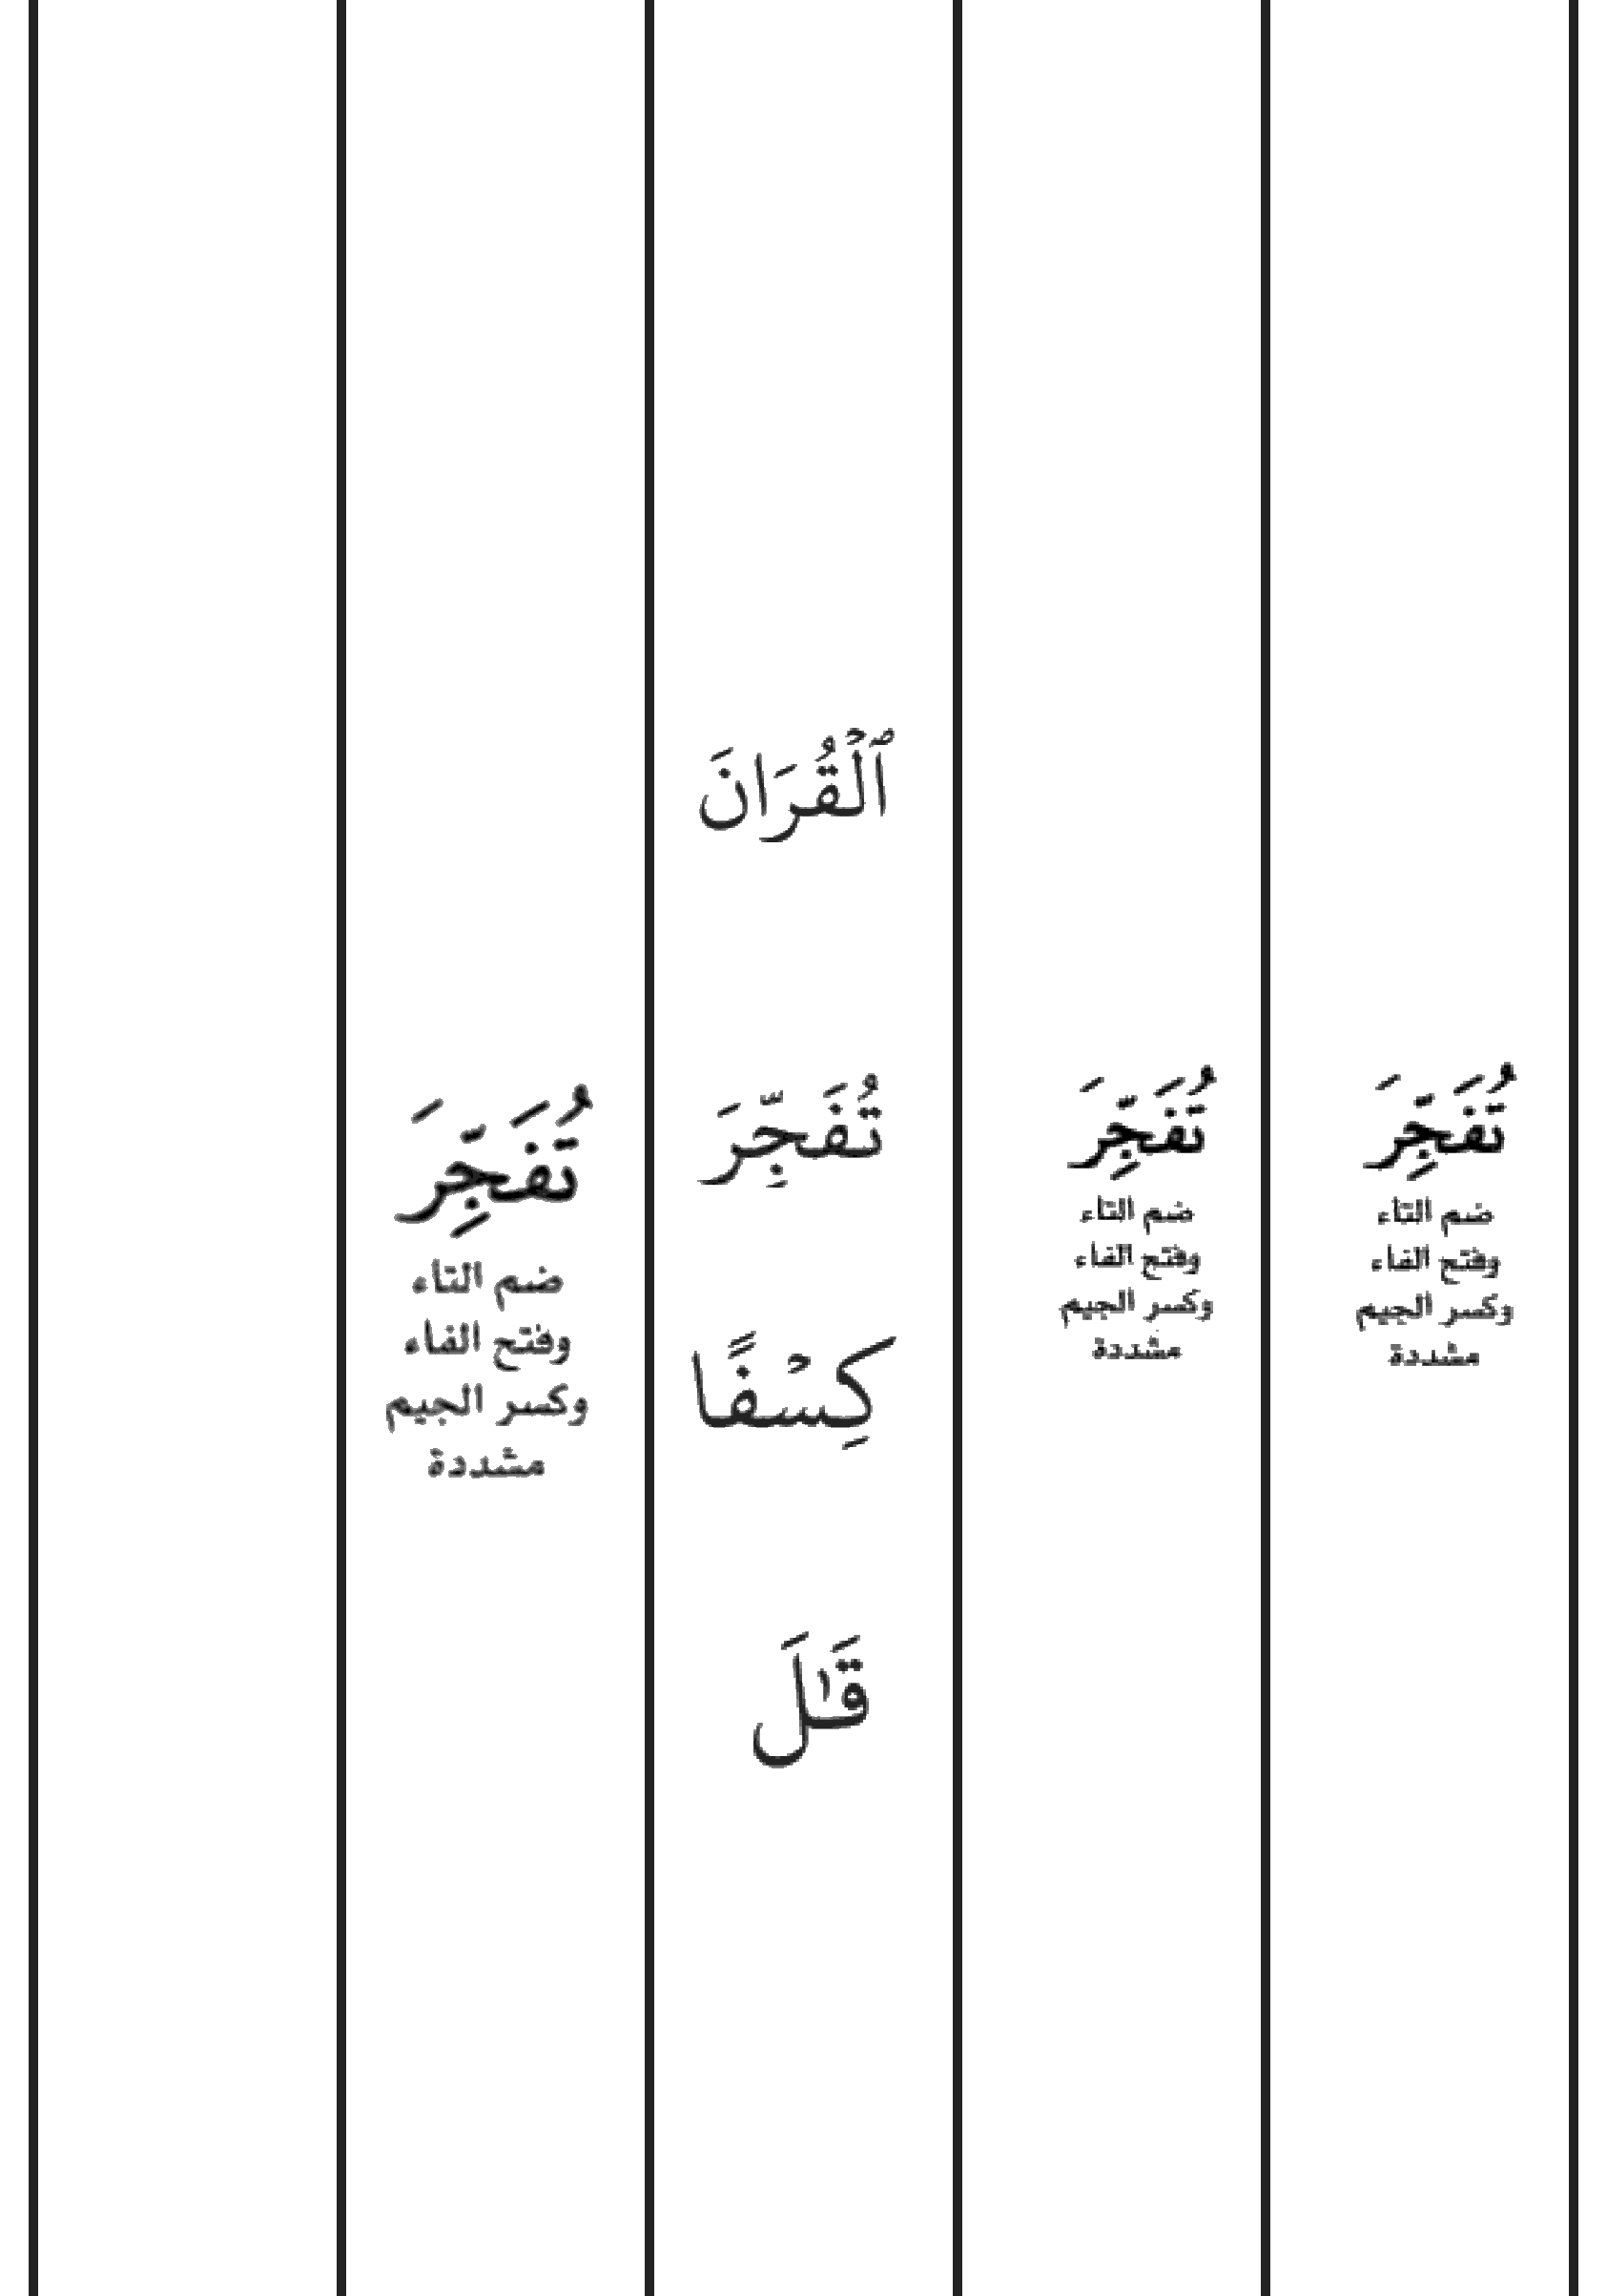 تُفَجِّرَ
ضم التاء
وفتح الفاء
وكسر الجيم
مشددة
تُفَجِّرَ
ضم التاء
وفتح الفاء
وكسر الجيم
مشددة
ٱلۡقُرَانَ
تُفَجِّرَ
كِسۡفًا
قَٰلَ
تُفَجِّرَ
ضم التاء
وفتح الفاء
وكسر الجيم
مشددة